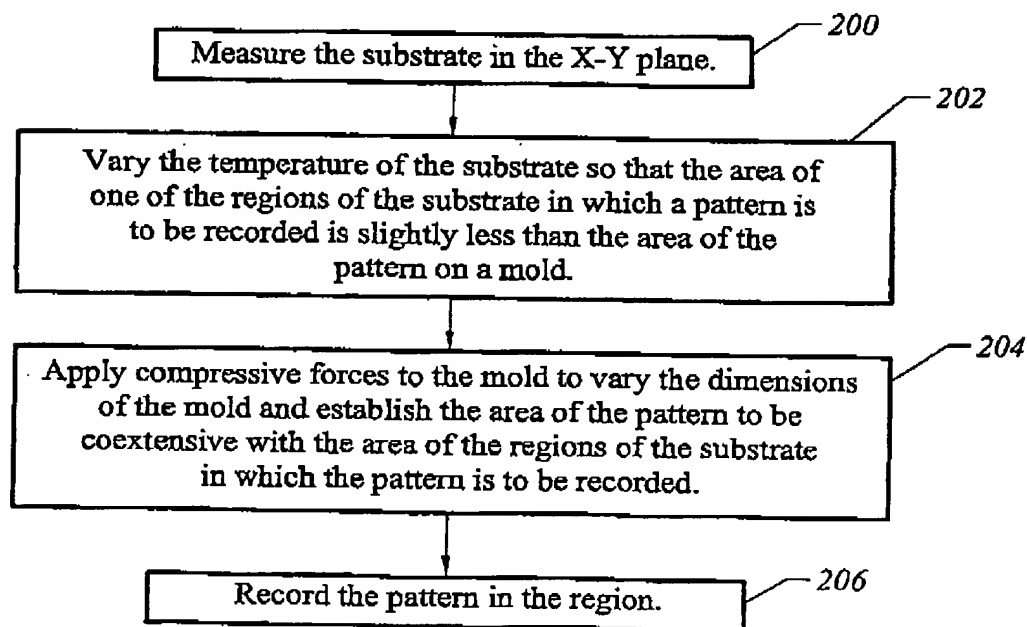 200
Measure the substrate in the X-Y plane.
202
Vary the temperature of the substrate so that the area of
one of the regions of the substrate in which a pattern is
to be recorded is slightly less than the area of the
pattern on a mold.
204
Apply compressive forces to the mold to vary the dimensions
of the mold and establish the area of the pattern to be
coextensive with the area of the regions of the substrate
in which the pattern is to be recorded.
206
Record the pattern in the region.